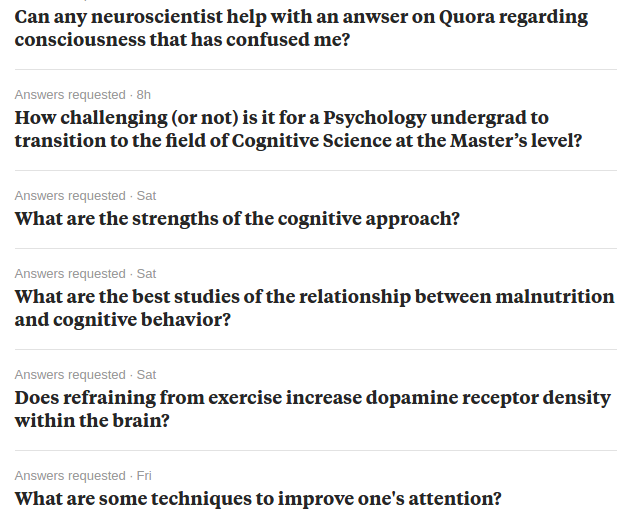 Can any neuroscientist help with an anwser on Quora regarding
consciousness that has confused me?
Answers requested · 8h
How challenging (or not) is it for a Psychology undergrad to
transition to the field of Cognitive Science at the Master’s level?
Answers requested · Sat
What are the strengths of the cognitive approach?
Answers requested · Sat
What are the best studies of the relationship between malnutrition
and cognitive behavior?
Answers requested · Sat
Does refraining from exercise increase dopamine receptor density
within the brain?
Answers requested · Fri
What are some techniques to improve one's attention?